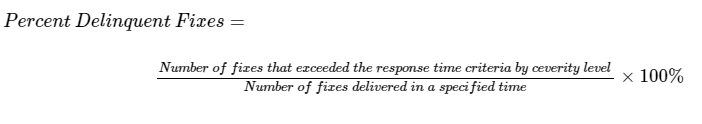 Percent Delinquent Fixes =
Number of fixes that exceeded the response time criteria by ceverity level
Number of fixes delivered in a specified time
× 100%